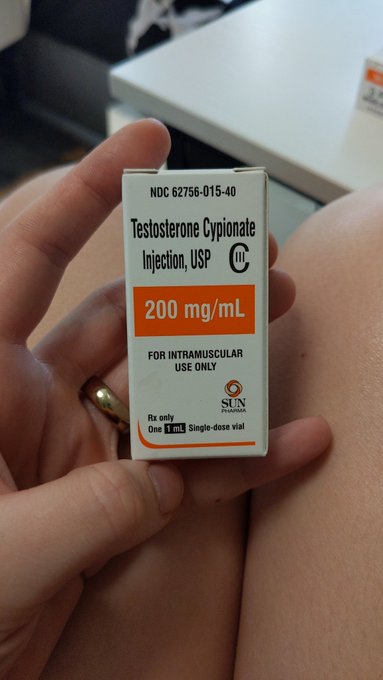 NDC 62756-015-40
Testosterone Cypionate
Injection, USP CIII
200 mg/mL
FOR INTRAMUSCULAR
USE ONLY
SUN
PHARMA
Rx only
One 1 mL Single-dose vial